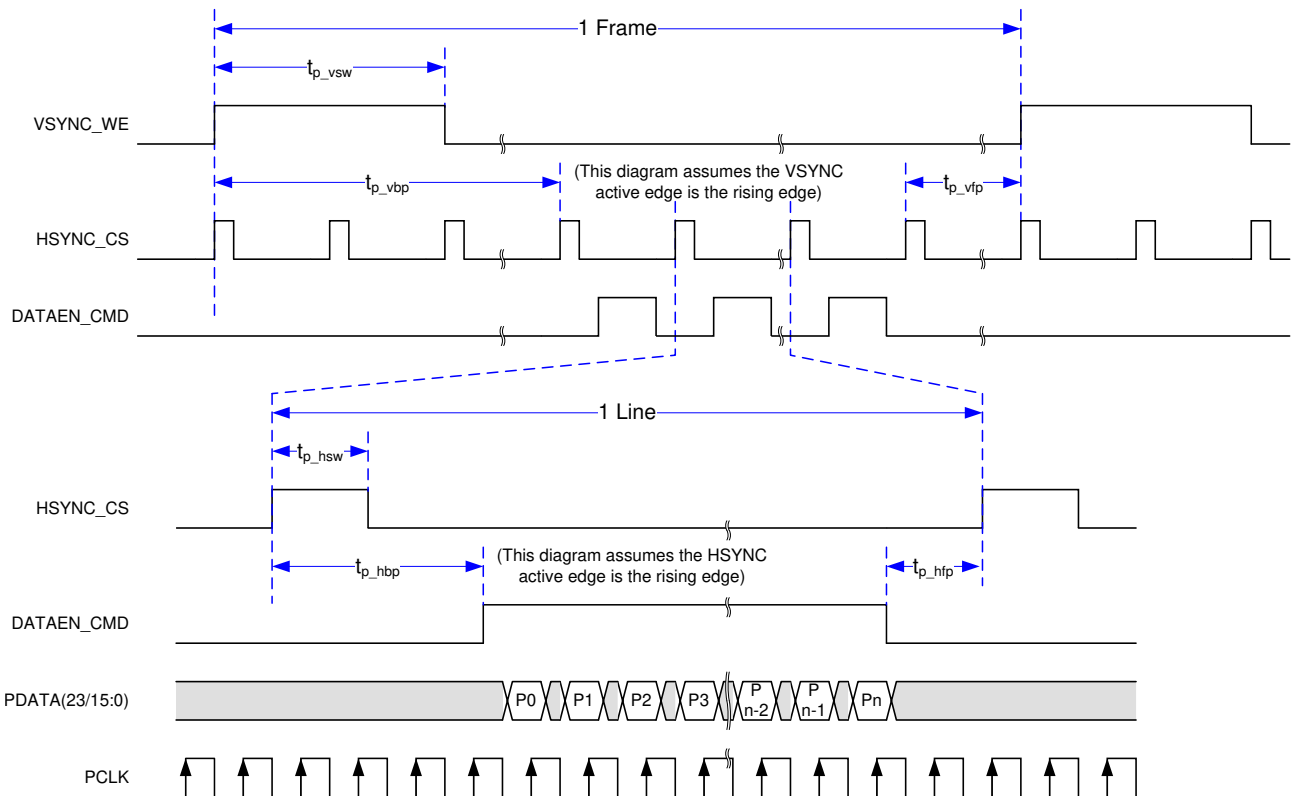 1 Frame
tp_vsw
VSYNC_WE
(This diagram assumes the VSYNC
active edge is the rising edge)
tp_vbp
tp_vfp
HSYNC_CS
DATAEN_CMD
1 Line
tp_hsw
HSYNC_CS
(This diagram assumes the HSYNC
active edge is the rising edge)
tp_hbp
tp_hfp
DATAEN_CMD
PDATA(23/15:0)
P0 P1 P2 P3 P n-2 P n-1 Pn
PCLK